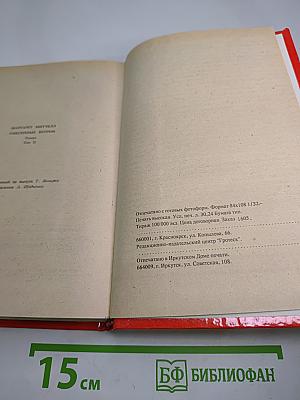 МАРГАРЕТ МИТЧЕЛЛ
УНЕСЕННЫЕ ВЕТРОМ
Роман
Том II
Отпечатано с готовых фотоформ. Формат 84х108 1/32.
Печать высокая. Усл. печ. л. 30,24 Бумага тип.
Тираж 100 000 экз. Цена договорная. Заказ 1605.
660001, г. Красноярск, ул. Копылова, 66.
Редакционно-издательский центр "Гротеск".
Отпечатано в Иркутском Доме печати.
664009, г. Иркутск, ул. Советская, 109.
15 см
БФ БИБЛИОФАН